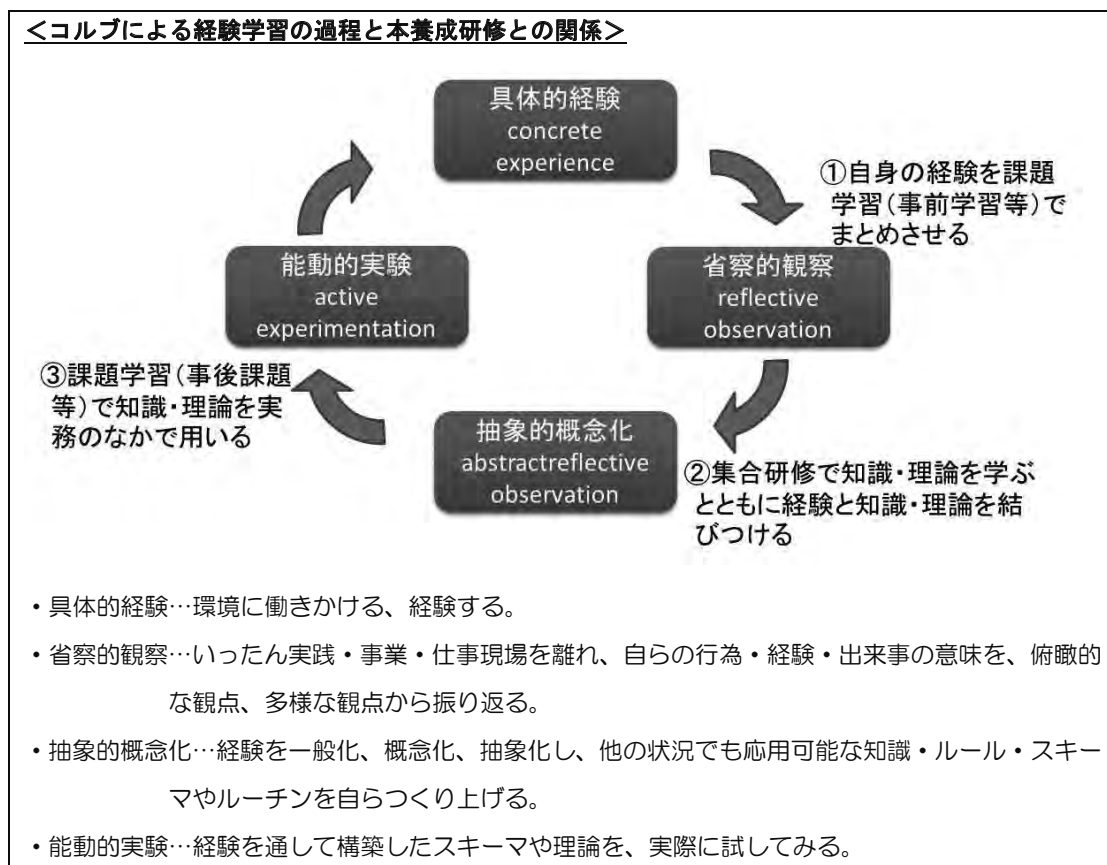 ＜コルブによる経験学習の過程と本養成研修との関係＞
具体的経験
concrete
experience
①自身の経験を課題
学習(事前学習等)で
まとめさせる
能動的実験
active
experimentation
省察的観察
reflective
observation
③課題学習(事後課題
等)で知識・理論を実
務のなかで用いる
抽象的概念化
abstractreflective
observation
②集合研修で知識・理論を学ぶ
とともに経験と知識・理論を結
びつける
・具体的経験…環境に働きかける、経験する。
・省察的観察…いったん実践・事業・仕事現場を離れ、自らの行為・経験・出来事の意味を、俯瞰的
な観点、多様な観点から振り返る。
・抽象的概念化…経験を一般化、概念化、抽象化し、他の状況でも応用可能な知識・ルール・スキー
マやルーチンを自らつくり上げる。
・能動的実験…経験を通して構築したスキーマや理論を、実際に試してみる。